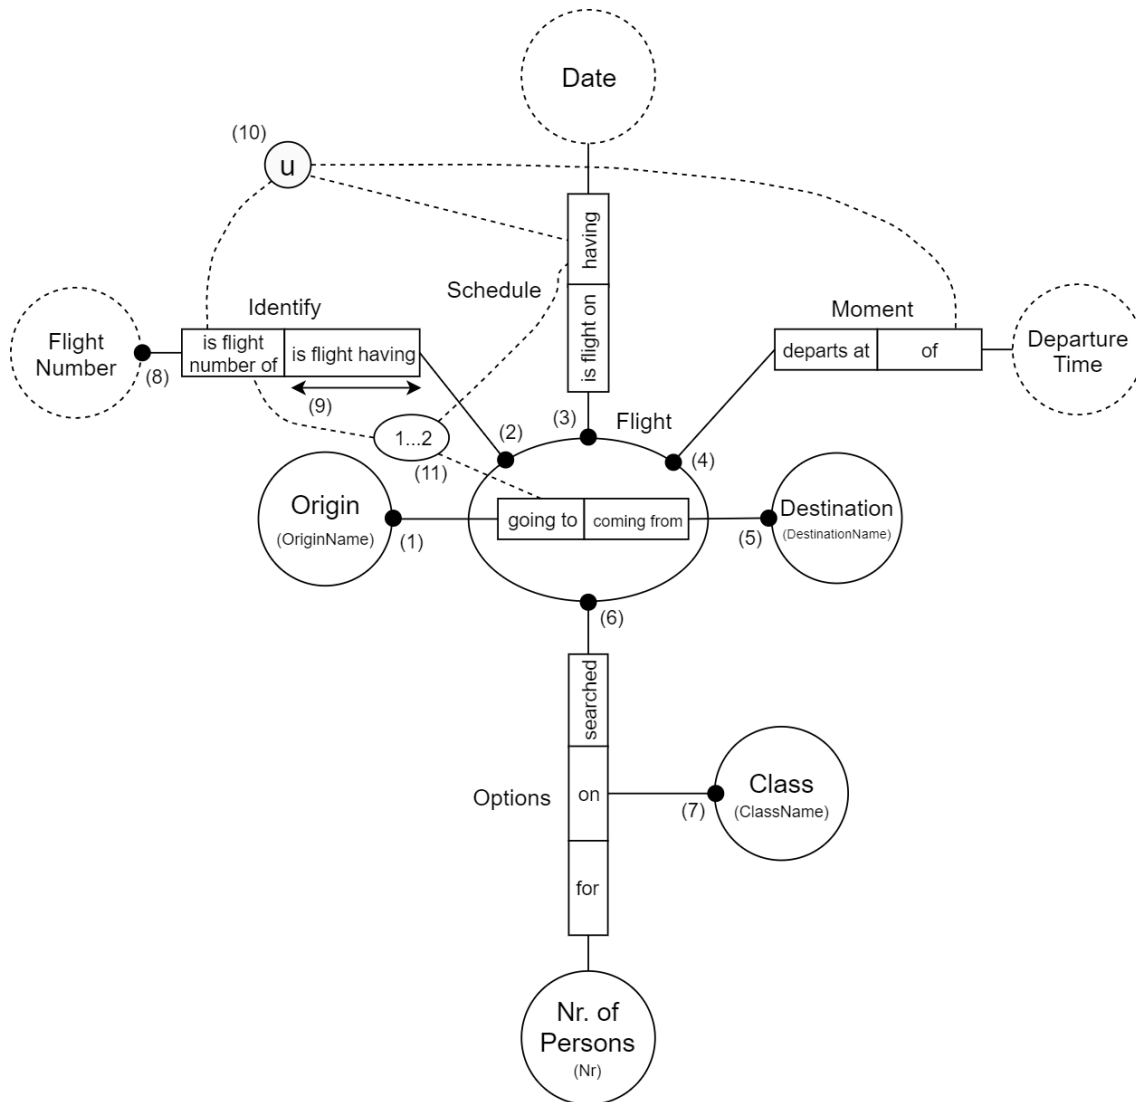 Date
(10)
u
having
Schedule
Identify
Moment
Flight
Number
is flight
number of
is flight having
is flight on
departs at
of
Departure
Time
(8)
(9)
(3)
Flight
1...2
(2)
(4)
(11)
Origin
(OriginName)
going to
coming from
Destination
(DestinationName)
(1)
(5)
(6)
searched
Options
on
Class
(ClassName)
(7)
for
Nr. of
Persons
(Nr)